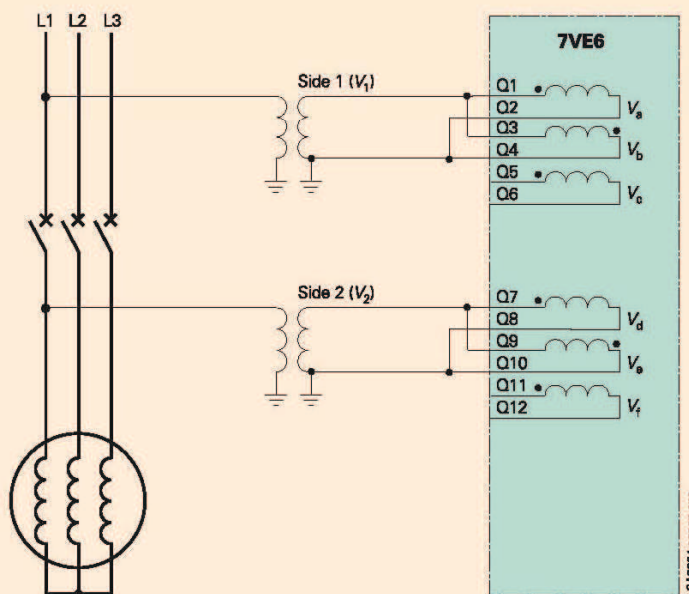 L1 L2 L3
7VE6
Side 1 (V1)
Q1
Q2
Va
Q3
Q4
Vb
Q5
Q6
Vc
Side 2 (V2)
Q7
Q8
Vd
Q9
Q10
Ve
Q11
Q12
Vf